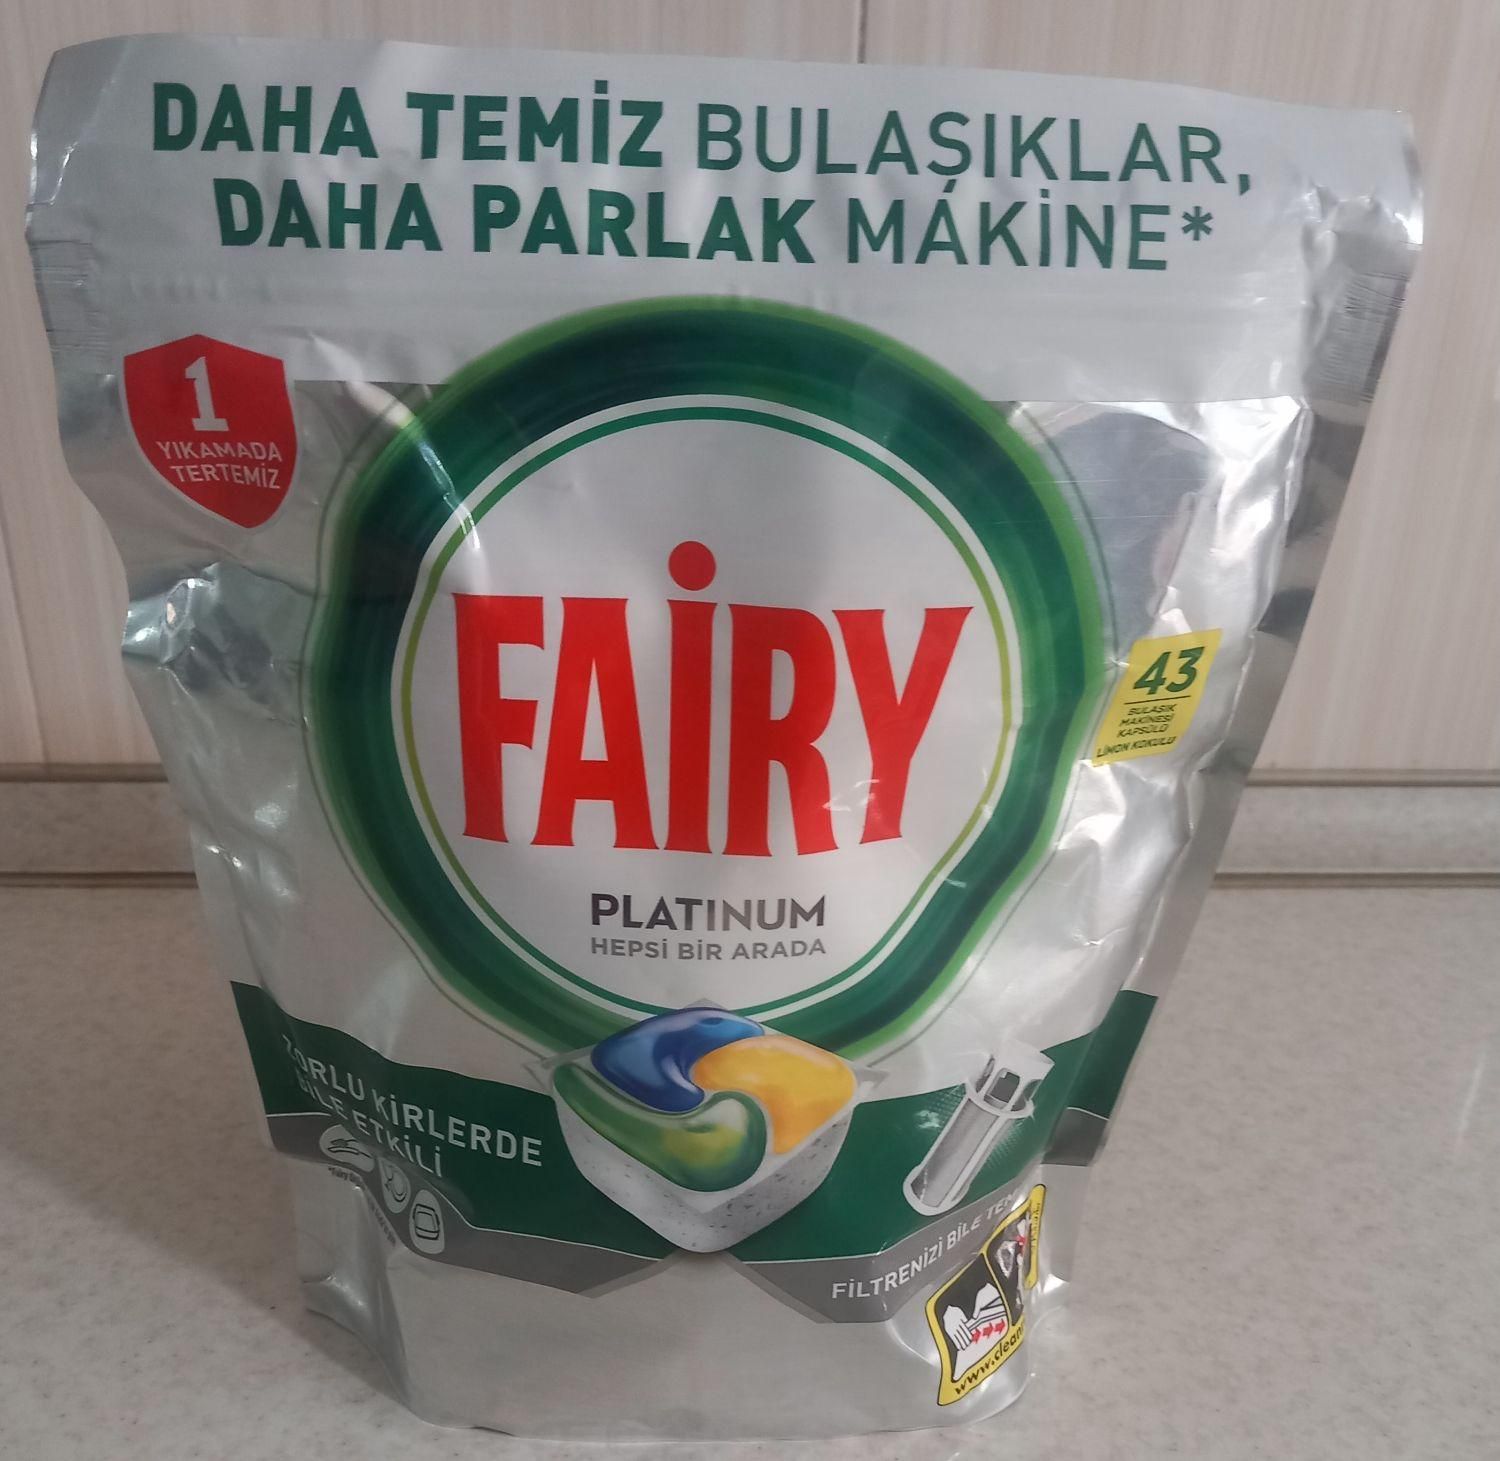 DAHA TEMİZ BULAŞIKLAR,
DAHA PARLAK MAKİNE*
1
YIKAMADA
TERTEMİZ
FAİRY
43
BULAŞIK
MAKİNESİ
KAPSÜLÜ
LİMON KOKULU
PLATINUM
HEPSİ BİR ARADA
ZORLU KİRLERDE
BİLE ETKİLİ
FİLTRENİZİ BİLE